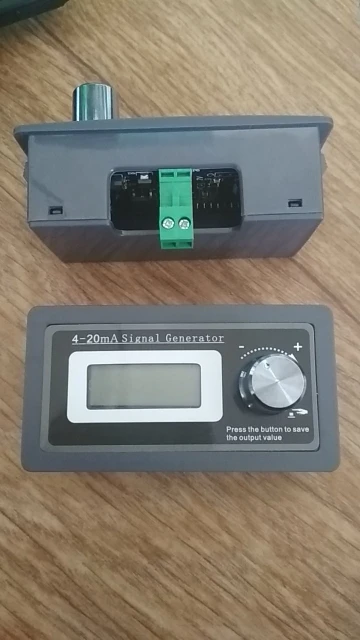 4-20mA Signal Generator
- +
Press the button to save
the output value